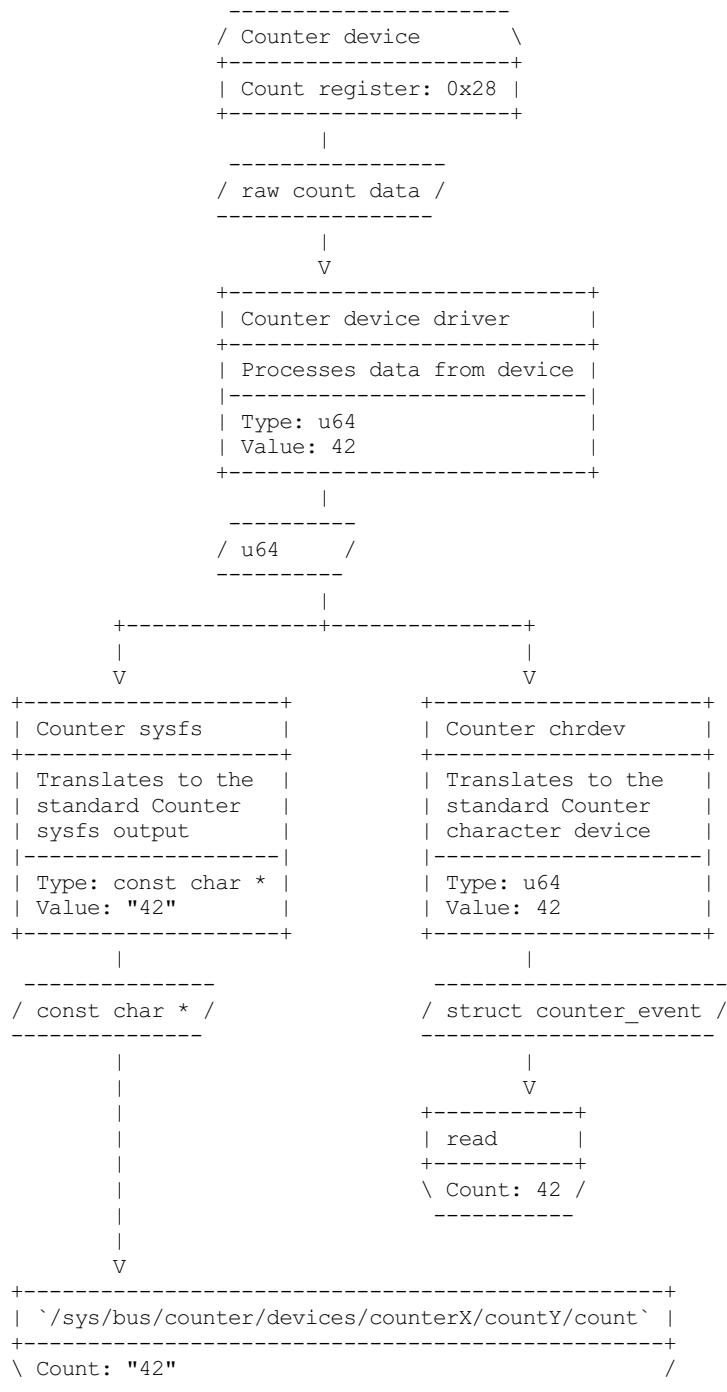 Counter device
Count register: 0x28
raw count data
V
Counter device driver
Processes data from device
Type: u64
Value: 42
u64
V V
Counter sysfs Counter chrdev
Translates to the Translates to the
standard Counter standard Counter
sysfs output character device
Type: const char * Type: u64
Value: "42" Value: 42
const char * struct counter_event
V
read
Count: 42
V
`/sys/bus/counter/devices/counterX/countY/count`
Count: "42"